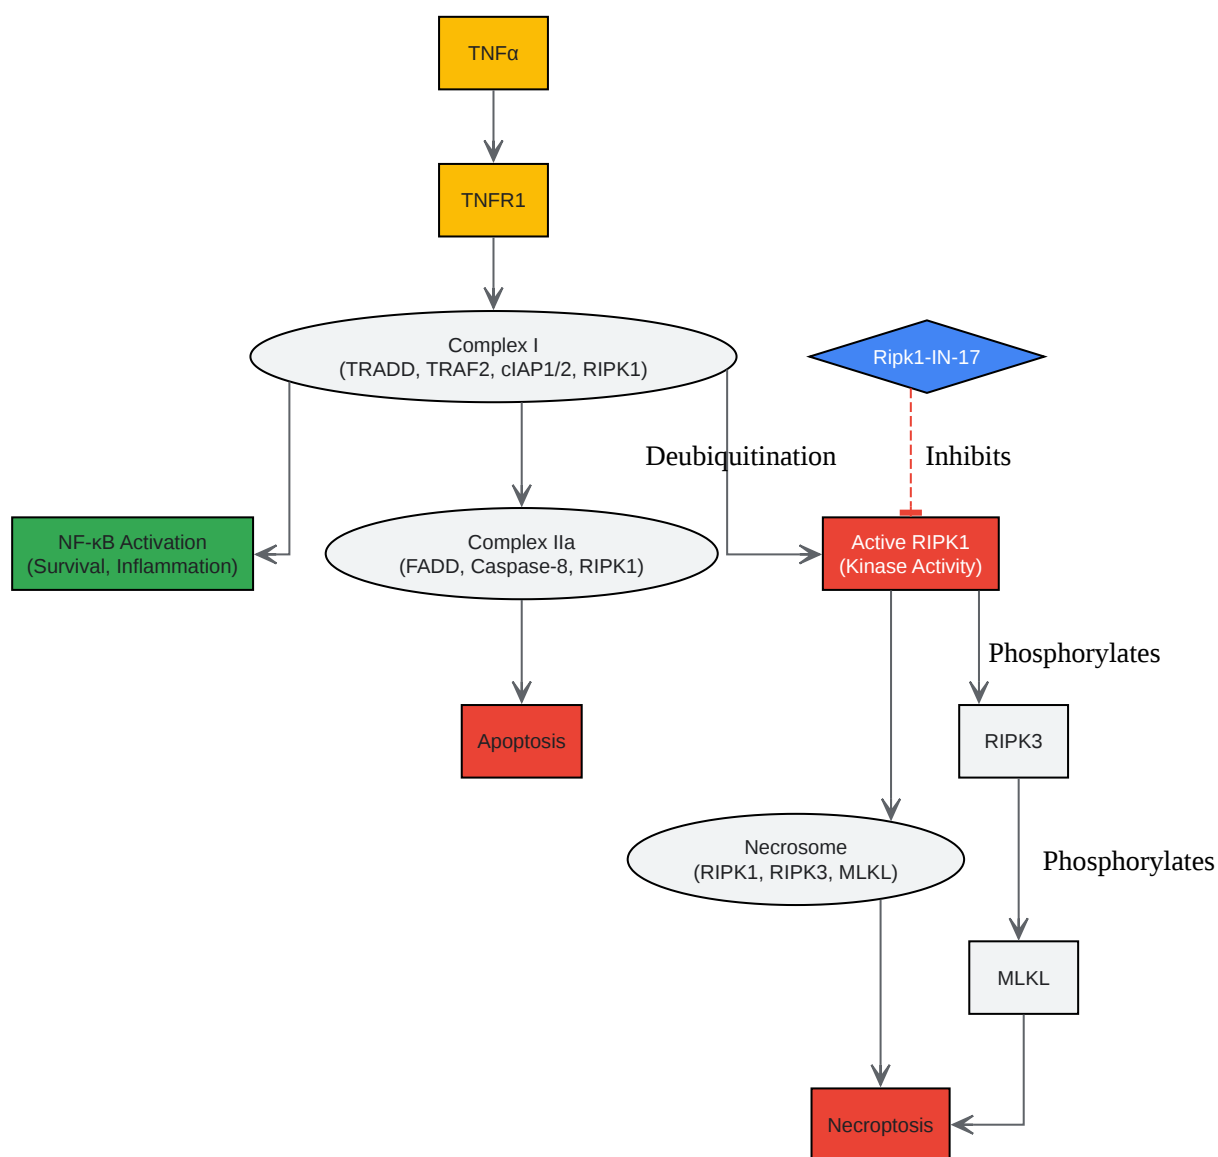 TNFα
TNFR1
Complex I
(TRADD, TRAF2, cIAP1/2, RIPK1)
Ripk1-IN-17
Deubiquitination
Inhibits
NF-κB Activation
(Survival, Inflammation)
Complex IIa
(FADD, Caspase-8, RIPK1)
Active RIPK1
(Kinase Activity)
Phosphorylates
Apoptosis
RIPK3
Necrosome
(RIPK1, RIPK3, MLKL)
Phosphorylates
MLKL
Necroptosis